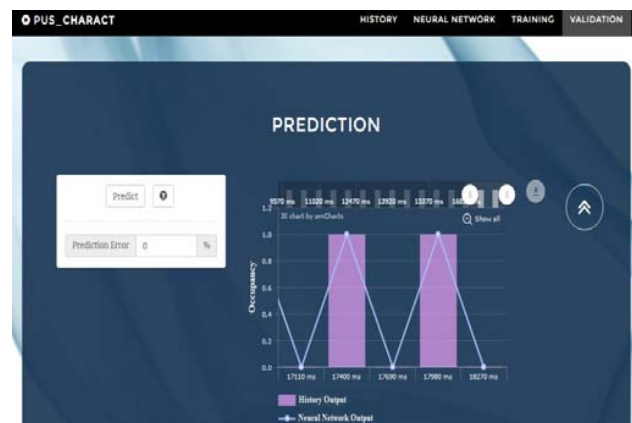 PUS_CHARACT HISTORY NEURAL NETWORK TRAINING VALIDATION
PREDICTION
Predict
Prediction Error 0 %
9570 ms 11020 ms 12470 ms 13920 ms 15370 ms
JS chart by amCharts
Show all
1.2
1.0
0.8
0.6
0.4
0.2
0.0
Occupancy
17110 ms 17400 ms 17690 ms 17980 ms 18270 ms
History Output
Neural Network Output